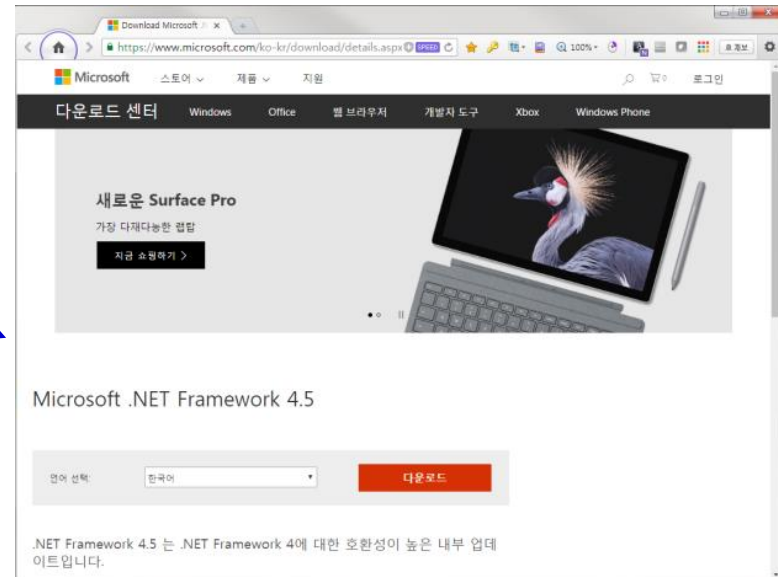 Download Microsoft
https://www.microsoft.com/ko-kr/download/details.aspx
SPEED
100%
Microsoft 스토어 제품 지원 로그인
다운로드 센터 Windows Office 웹 브라우저 개발자 도구 Xbox Windows Phone
새로운 Surface Pro
가장 다재다능한 랩탑
지금 쇼핑하기 >
Microsoft .NET Framework 4.5
언어 선택: 한국어 다운로드
.NET Framework 4.5 는 .NET Framework 4에 대한 호환성이 높은 내부 업데
이트입니다.